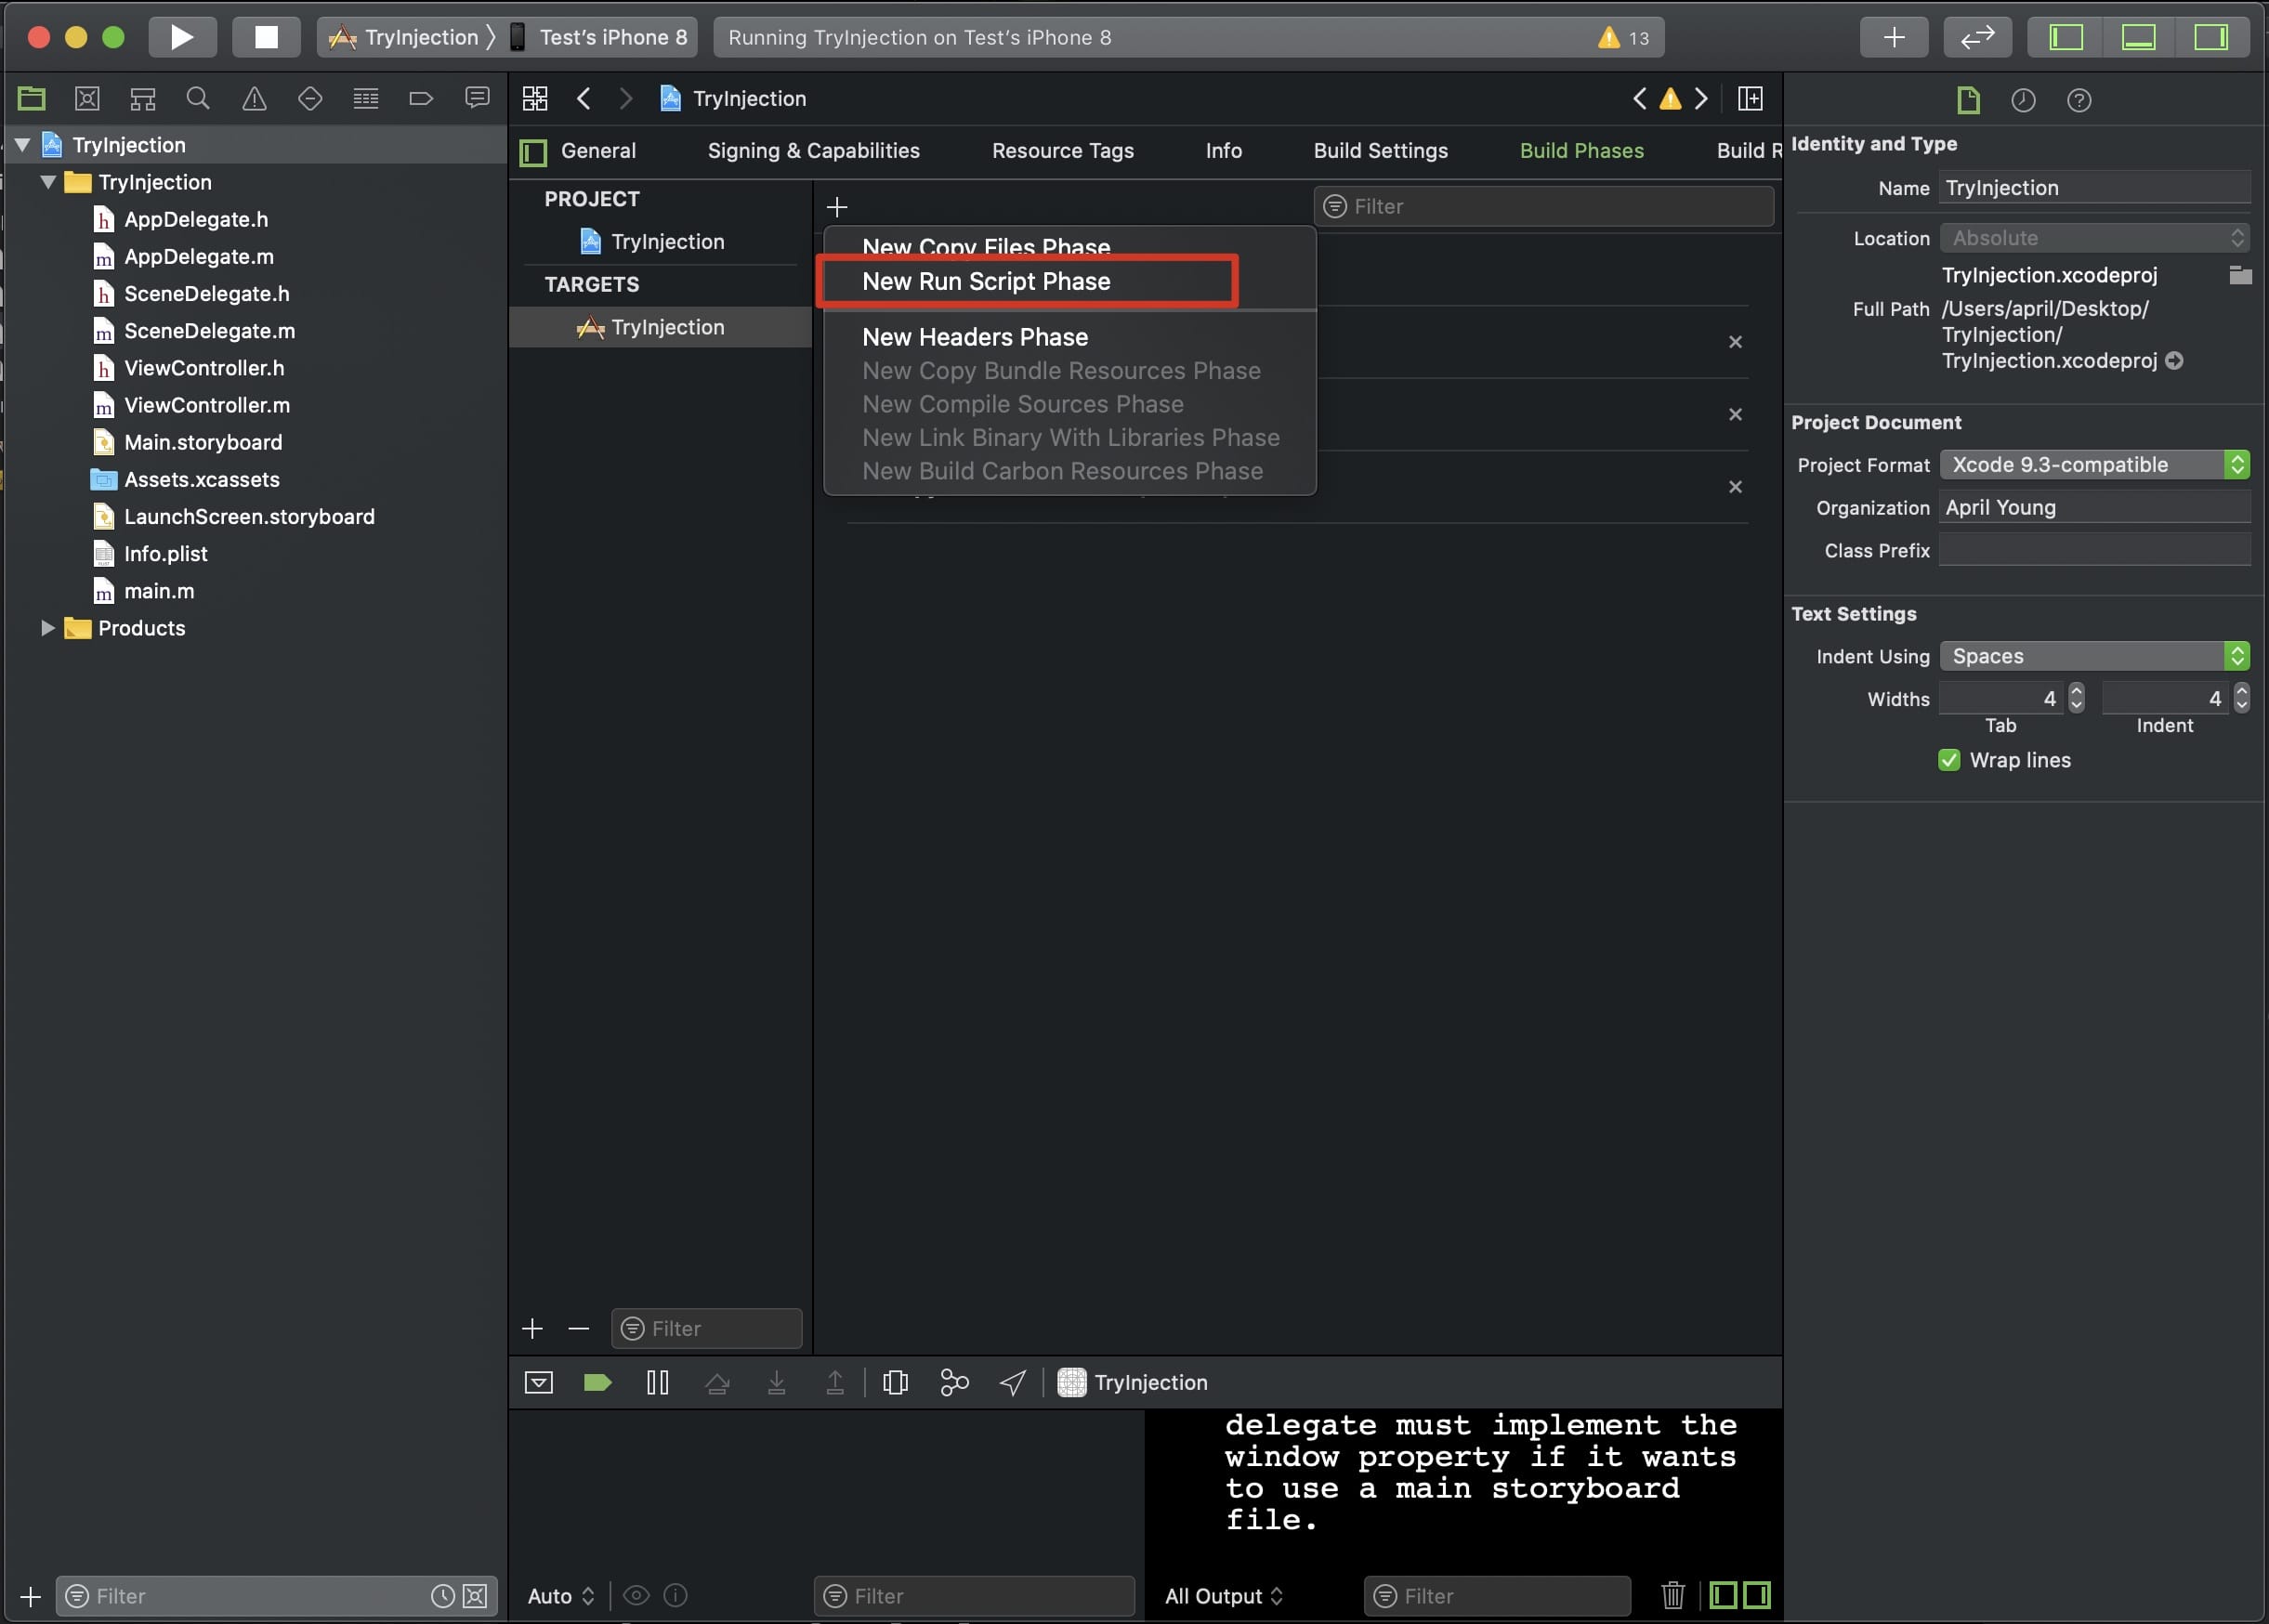 TryInjection 〉 Test's iPhone 8
Running TryInjection on Test's iPhone 8
13
TryInjection
TryInjection
AppDelegate.h
AppDelegate.m
SceneDelegate.h
SceneDelegate.m
ViewController.h
ViewController.m
Main.storyboard
Assets.xcassets
LaunchScreen.storyboard
Info.plist
main.m
Products
Filter
TryInjection
General Signing & Capabilities Resource Tags Info Build Settings Build Phases Build R
PROJECT
TryInjection
TARGETS
TryInjection
Filter
Filter
New Copy Files Phase
New Run Script Phase
New Headers Phase
New Copy Bundle Resources Phase
New Compile Sources Phase
New Link Binary With Libraries Phase
New Build Carbon Resources Phase
TryInjection
delegate must implement the
window property if it wants
to use a main storyboard
file.
Auto
Filter
All Output
Filter
Identity and Type
Name TryInjection
Location Absolute
TryInjection.xcodeproj
Full Path /Users/april/Desktop/
TryInjection/
TryInjection.xcodeproj
Project Document
Project Format Xcode 9.3-compatible
Organization April Young
Class Prefix
Text Settings
Indent Using Spaces
Widths 4 4
Tab Indent
Wrap lines